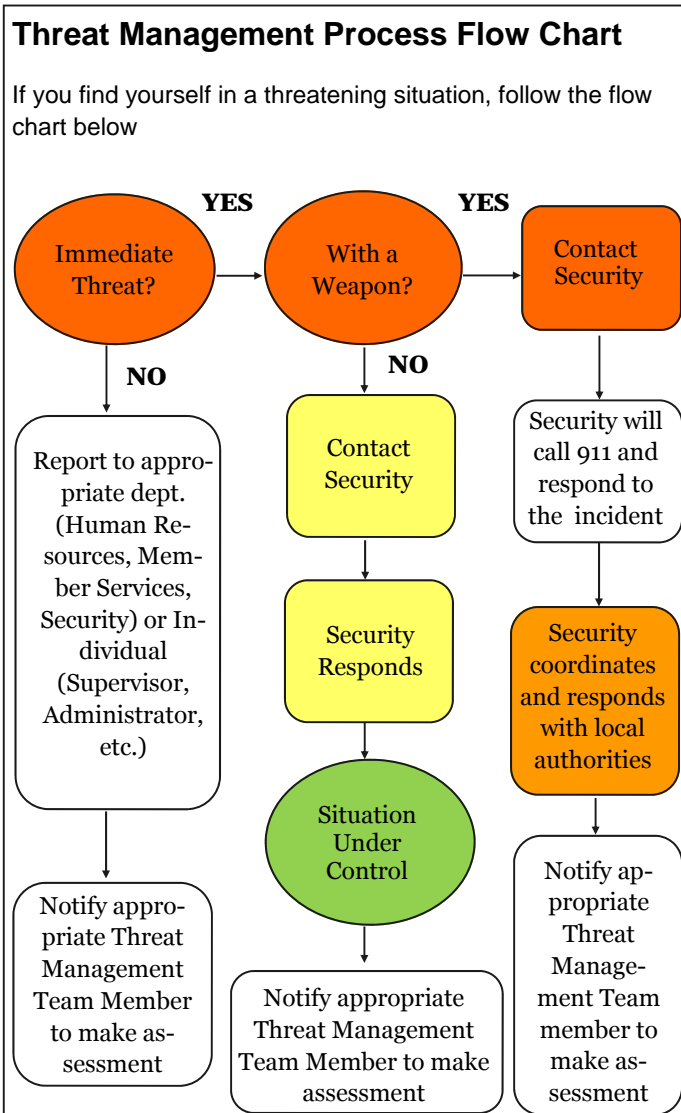 Threat Management Process Flow Chart
If you find yourself in a threatening situation, follow the flow
chart below
YES
YES
Immediate
Threat?
With a
Weapon?
Contact
Security
NO
NO
Report to appro-
priate dept.
(Human Re-
sources, Mem-
ber Services,
Security) or In-
dividual
(Supervisor,
Administrator,
etc.)
Notify appro-
priate Threat
Management
Team Member
to make as-
sessment
Contact
Security
Security
Responds
Situation
Under
Control
Notify appropriate
Threat Management
Team Member to make
assessment
Security will
call 911 and
respond to
the incident
Security
coordinates
and responds
with local
authorities
Notify ap-
propriate
Threat
Manage-
ment Team
member to
make as-
sessment